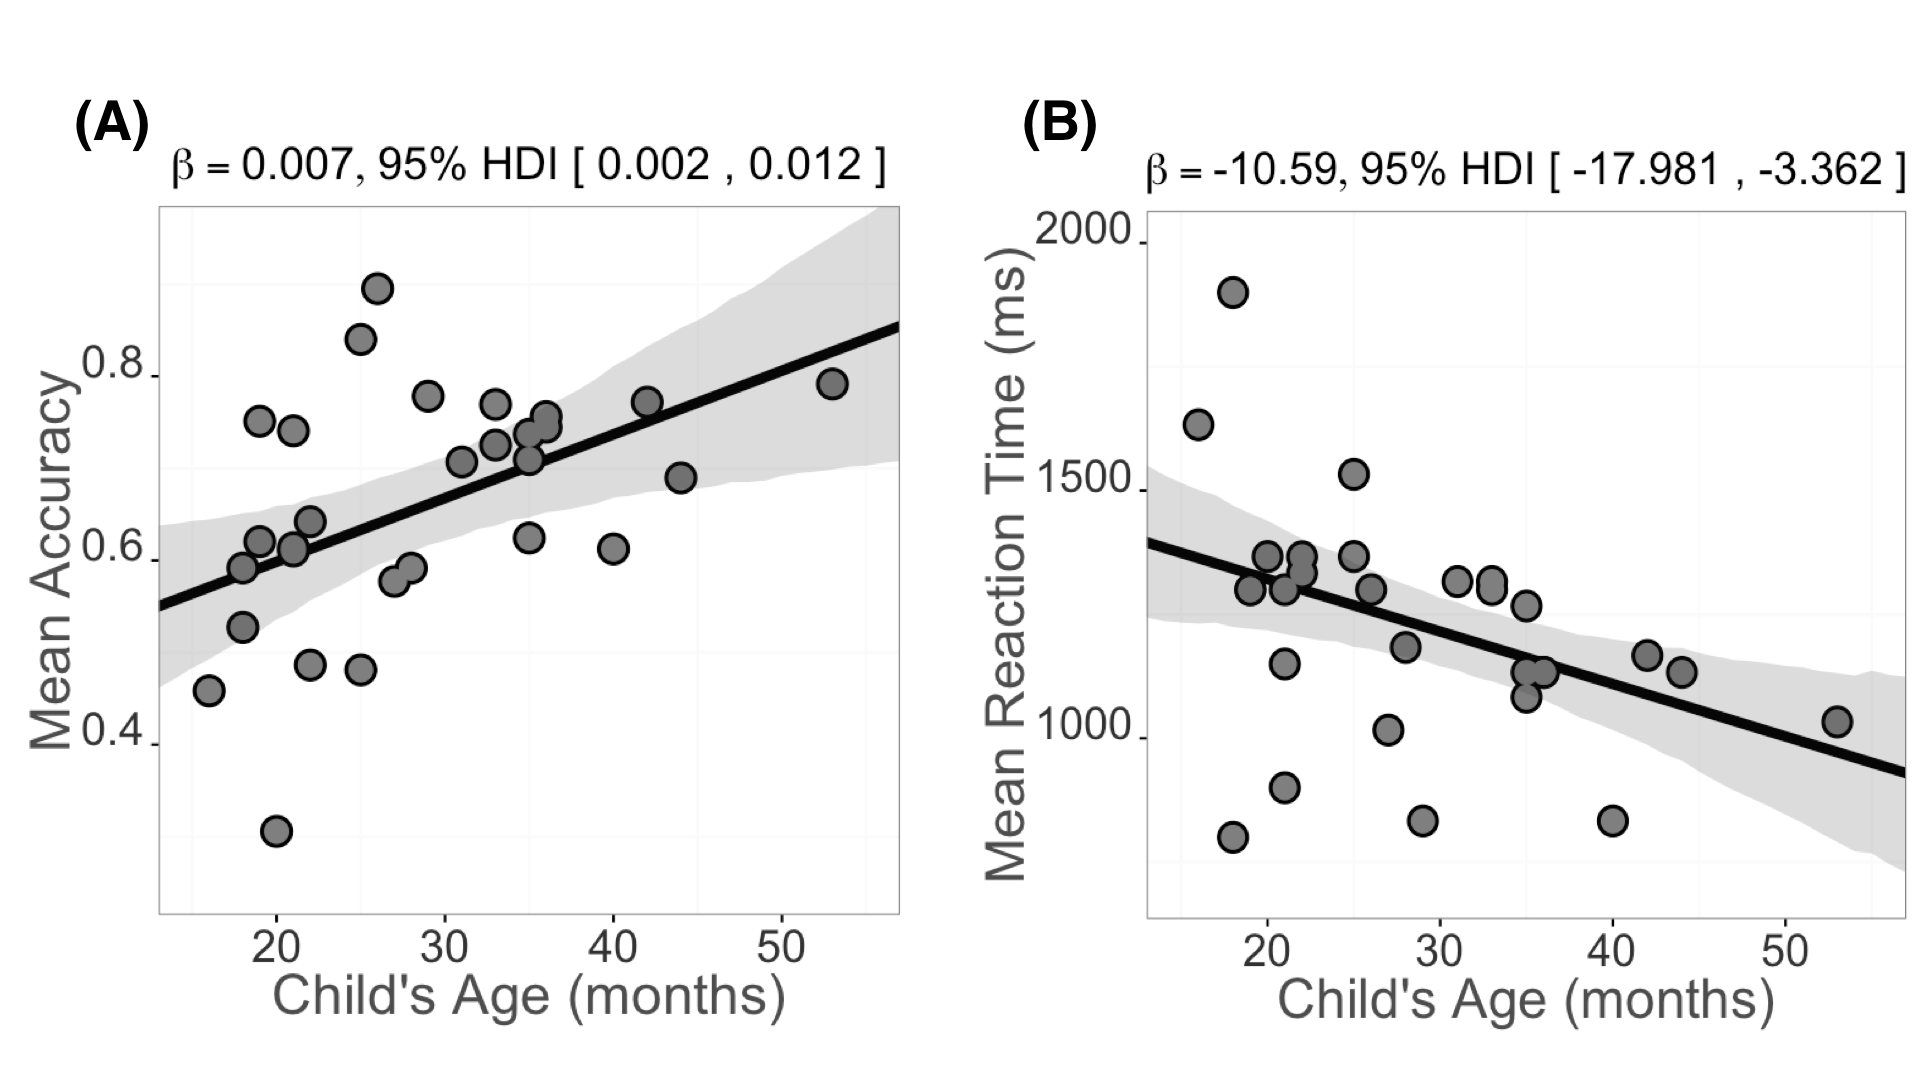 (A)
β = 0.007, 95% HDI [ 0.002 , 0.012 ]
Mean Accuracy
0.8
0.6
0.4
20 30 40 50
Child's Age (months)
(B)
β = -10.59, 95% HDI [ -17.981 , -3.362 ]
Mean Reaction Time (ms)
2000
1500
1000
20 30 40 50
Child's Age (months)